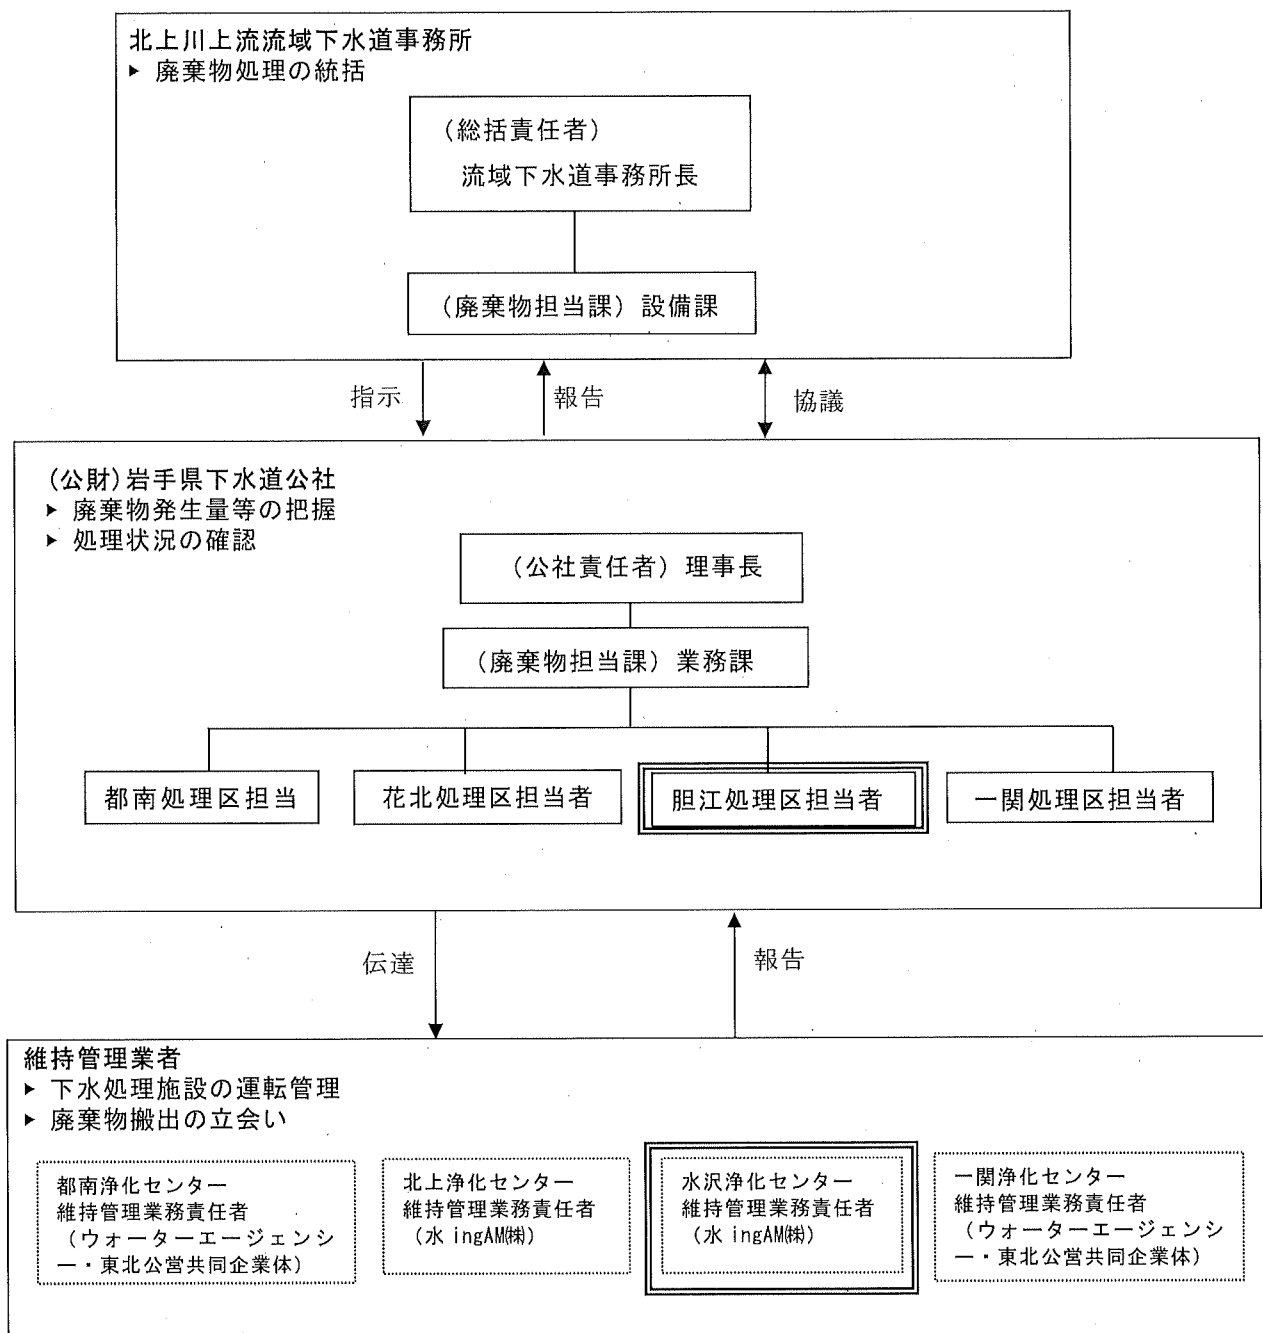 北上川上流流域下水道事務所
▶ 廃棄物処理の統括
(総括責任者)
流域下水道事務所長
(廃棄物担当課)設備課
指示
報告
協議
(公財)岩手県下水道公社
▶ 廃棄物発生量等の把握
▶ 処理状況の確認
(公社責任者)理事長
(廃棄物担当課)業務課
都南処理区担当
花北処理区担当者
胆江処理区担当者
一関処理区担当者
伝達
報告
維持管理業者
▶ 下水処理施設の運転管理
▶ 廃棄物搬出の立会い
都南浄化センター
維持管理業務責任者
(ウォーターエージェンシ
ー・東北公営共同企業体)
北上浄化センター
維持管理業務責任者
(水 ingAM㈱)
水沢浄化センター
維持管理業務責任者
(水 ingAM㈱)
一関浄化センター
維持管理業務責任者
(ウォーターエージェンシ
ー・東北公営共同企業体)